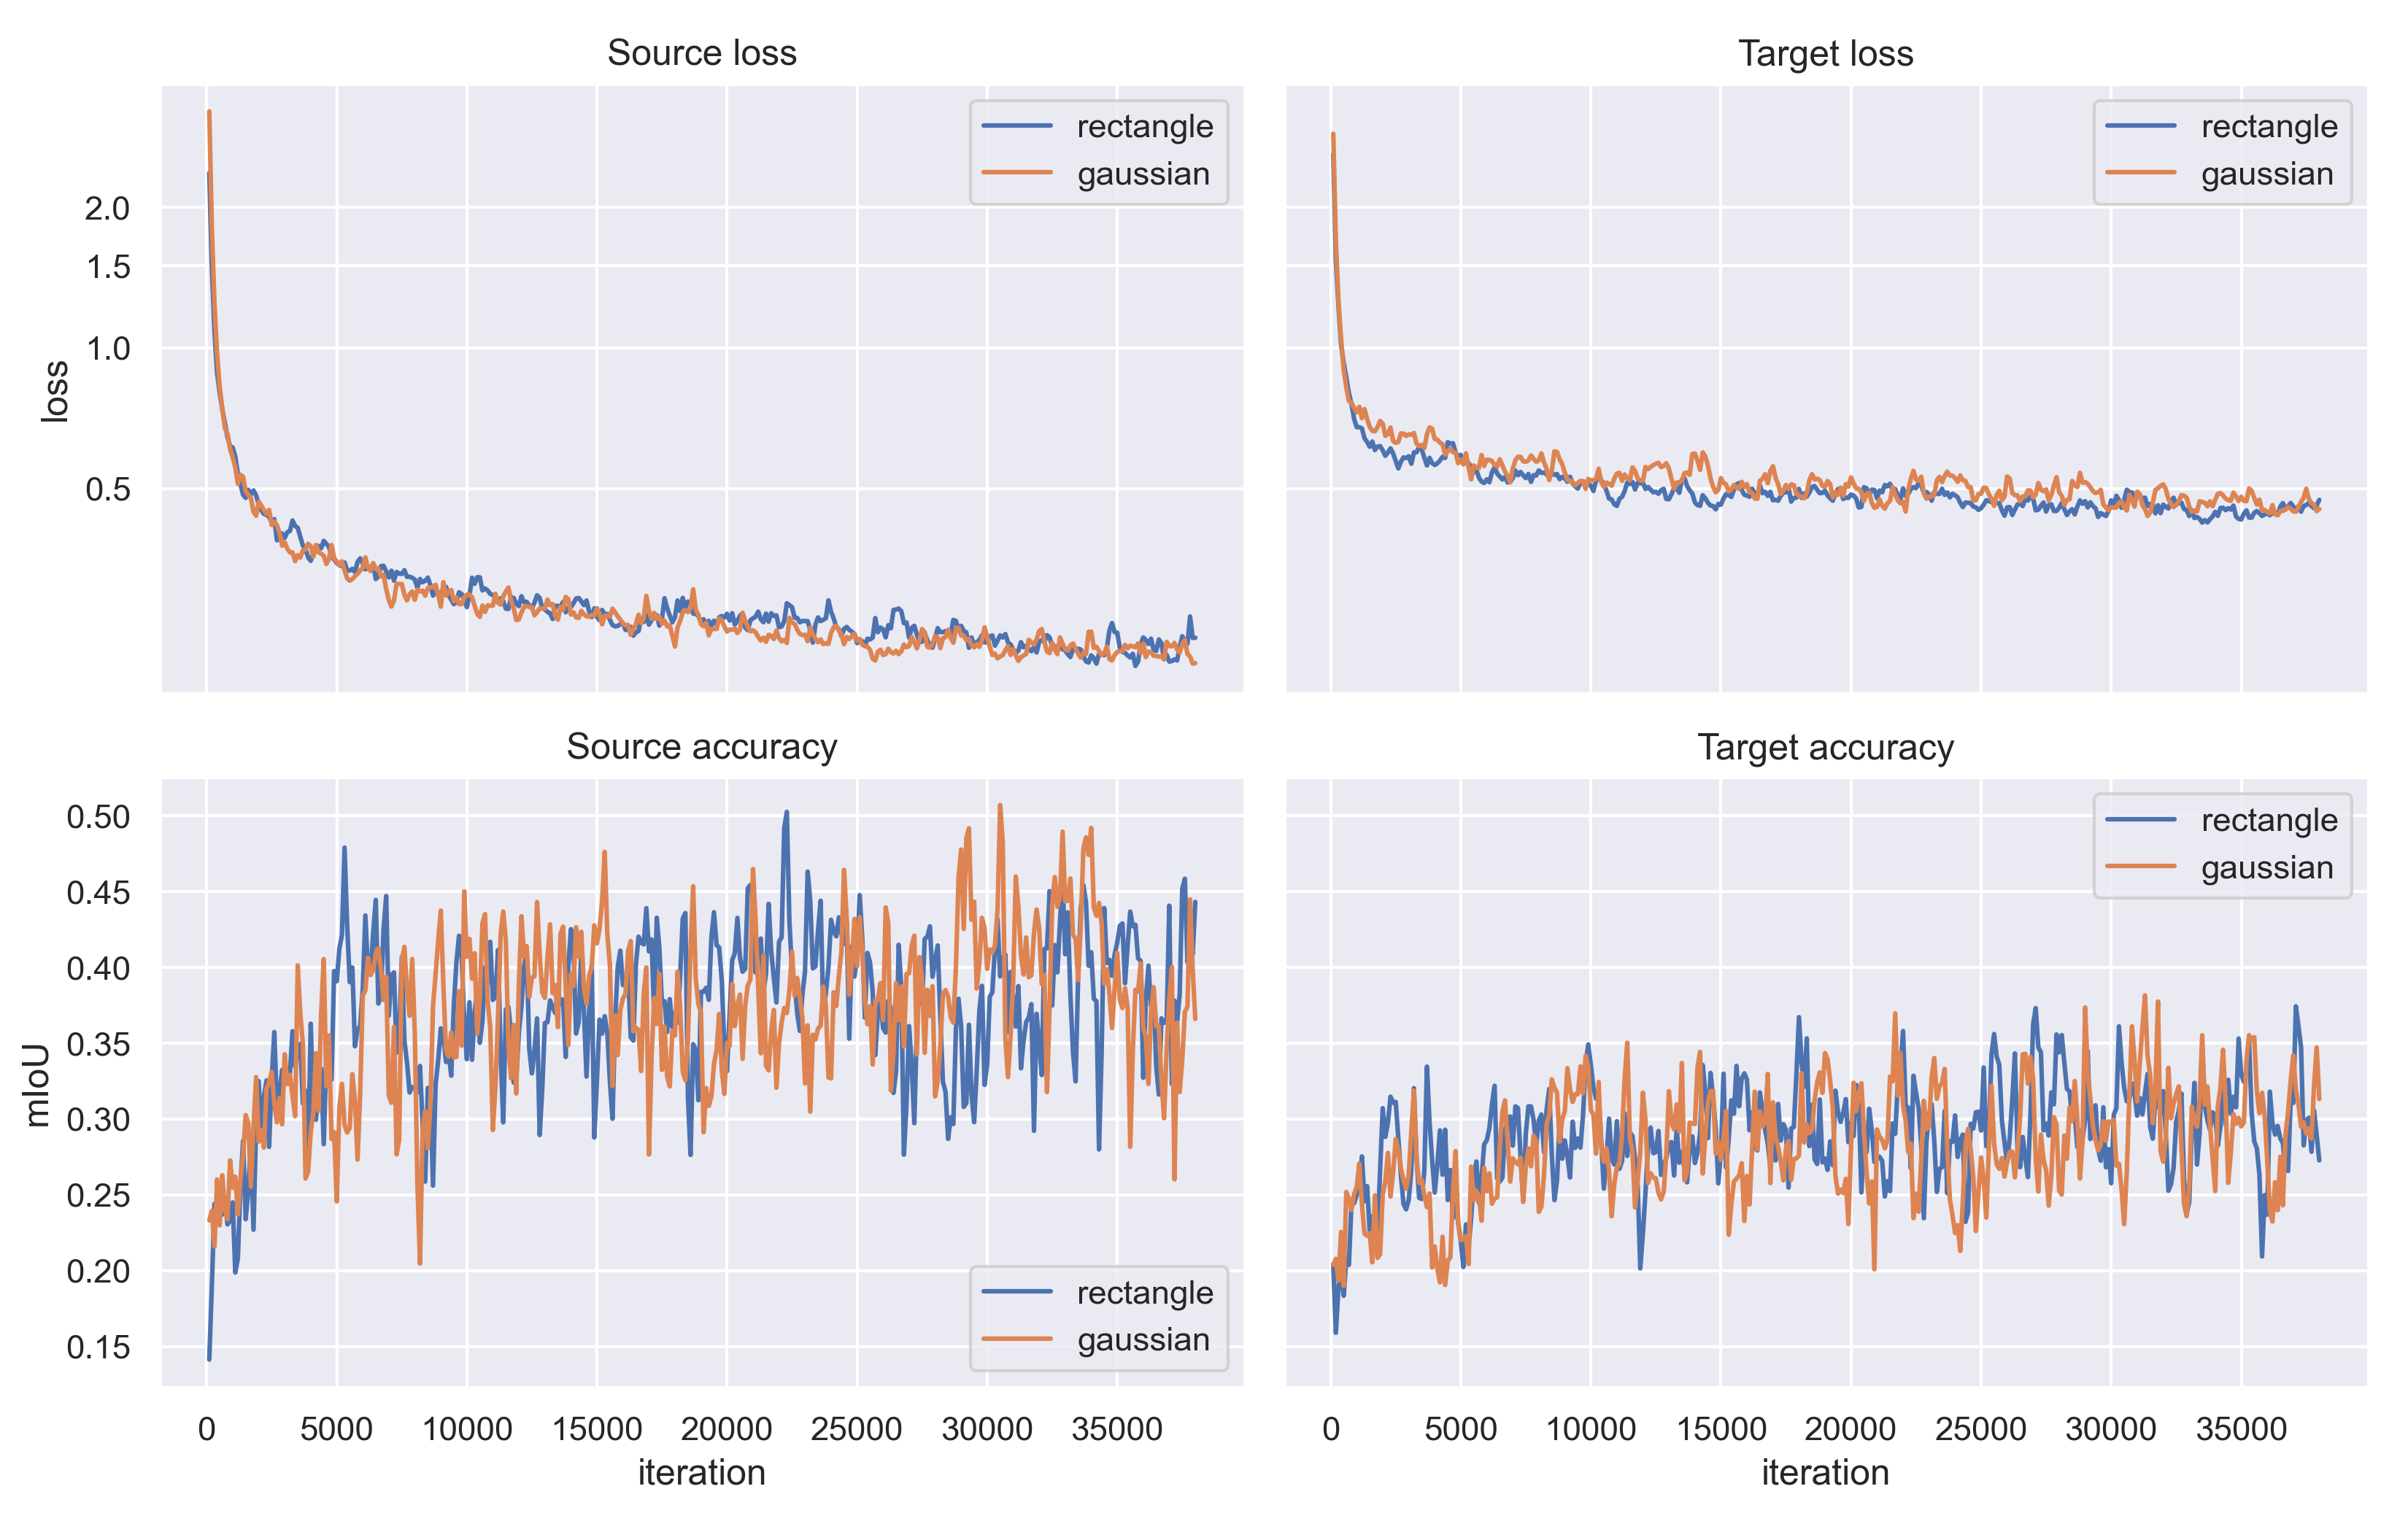 Source loss
Target loss
rectangle
gaussian
rectangle
gaussian
2.0
1.5
1.0
0.5
loss
Source accuracy
Target accuracy
rectangle
gaussian
rectangle
gaussian
0.50
0.45
0.40
0.35
0.30
0.25
0.20
0.15
mIoU
0 5000 10000 15000 20000 25000 30000 35000
0 5000 10000 15000 20000 25000 30000 35000
iteration
iteration